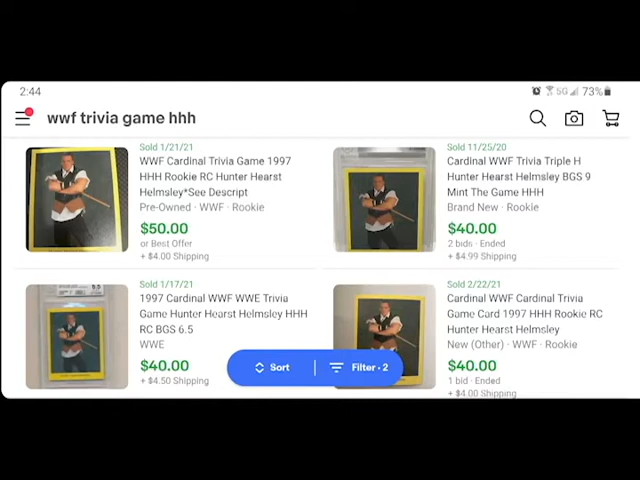 2:44
5G
73%
wwf trivia game hhh
Sold 1/21/21
WWF Cardinal Trivia Game 1997
HHH Rookie RC Hunter Hearst
Helmsley*See Descript
Pre-Owned · WWF · Rookie
$50.00
or Best Offer
+ $4.00 Shipping
Sold 11/25/20
Cardinal WWF Trivia Triple H
Hunter Hearst Helmsley BGS 9
Mint The Game HHH
Brand New · Rookie
$40.00
2 bids · Ended
+ $4.99 Shipping
Sold 1/17/21
1997 Cardinal WWF WWE Trivia
Game Hunter Hearst Helmsley HHH
RC BGS 6.5
WWE
$40.00
+ $4.50 Shipping
Sold 2/22/21
Cardinal WWF Cardinal Trivia
Game Card 1997 HHH Rookie RC
Hunter Hearst Helmsley
New (Other) · WWF · Rookie
$40.00
1 bid · Ended
+ $4.00 Shipping
6.5
Sort
Filter · 2